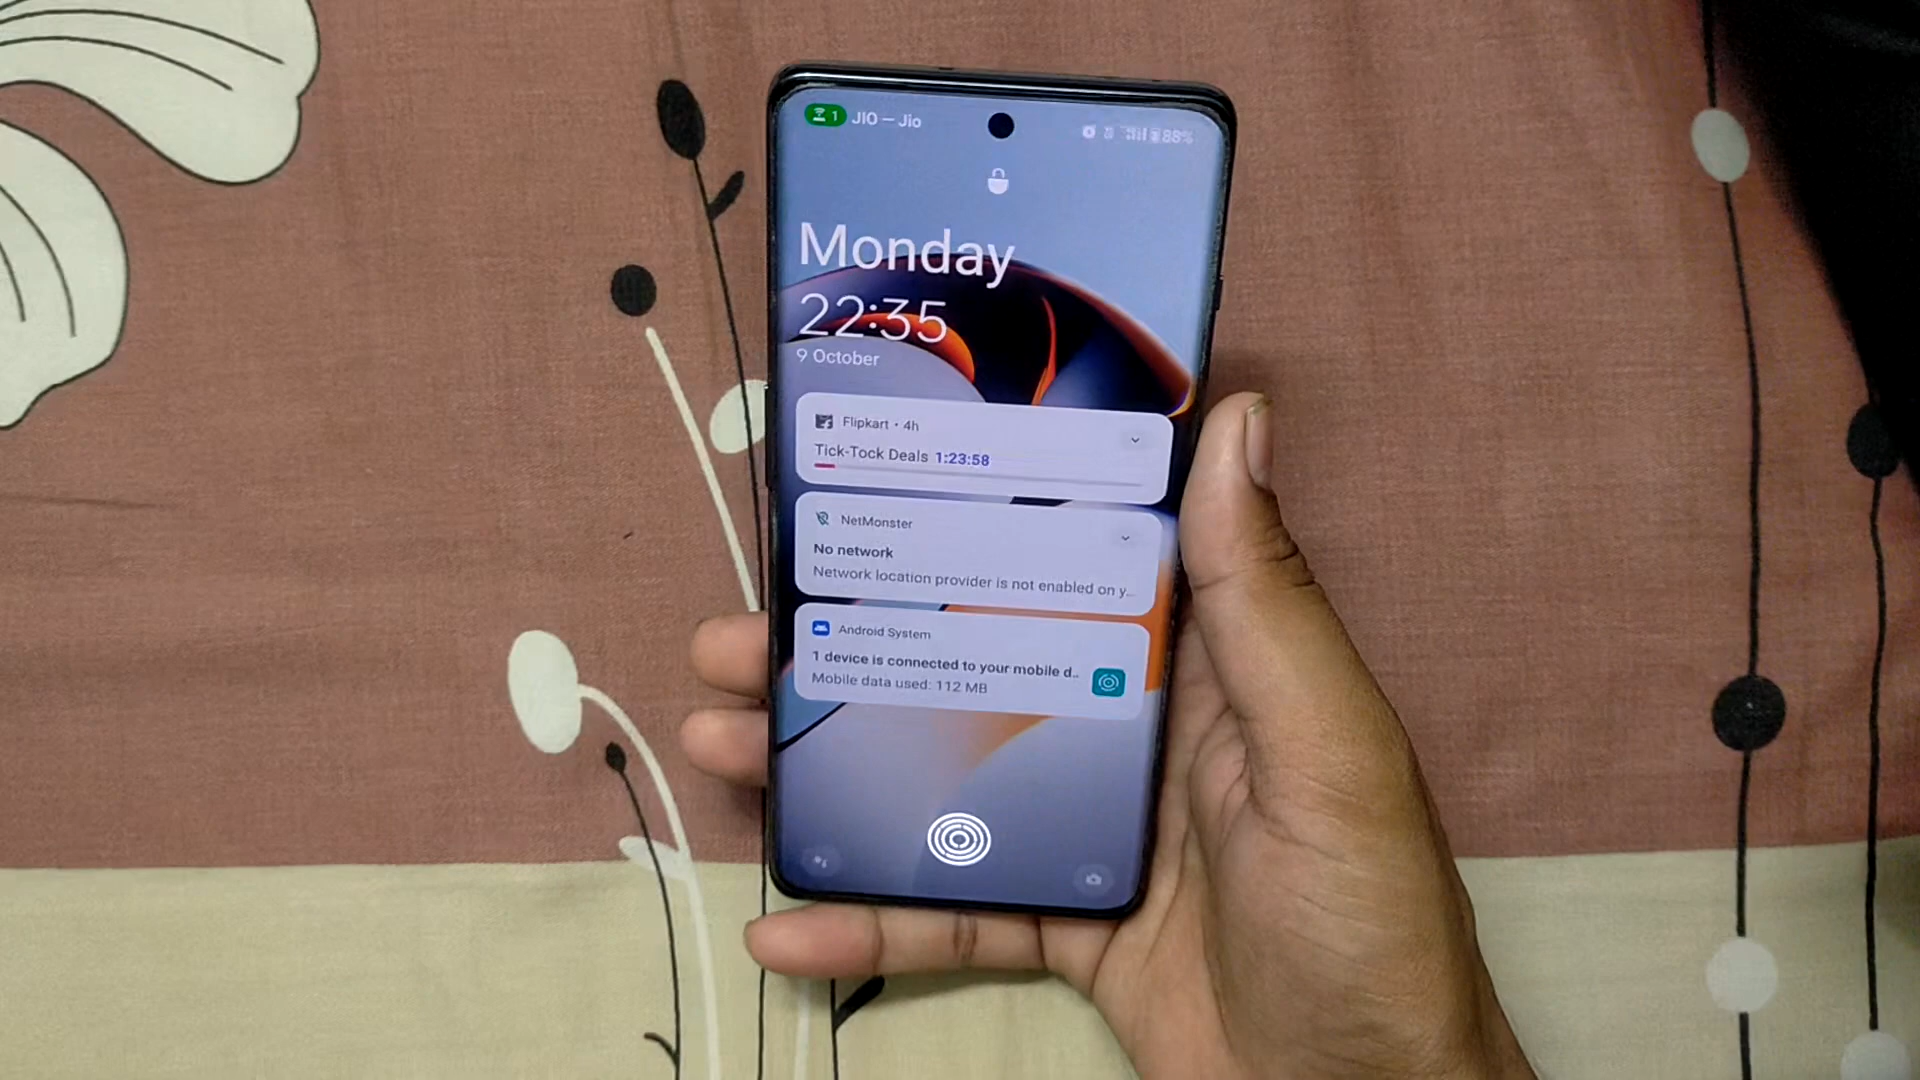 1 JIO — Jio
88%
Monday
22:35
9 October
Flipkart • 4h
Tick-Tock Deals 1:23:58
NetMonster
No network
Network location provider is not enabled on y...
Android System
1 device is connected to your mobile d..
Mobile data used: 112 MB